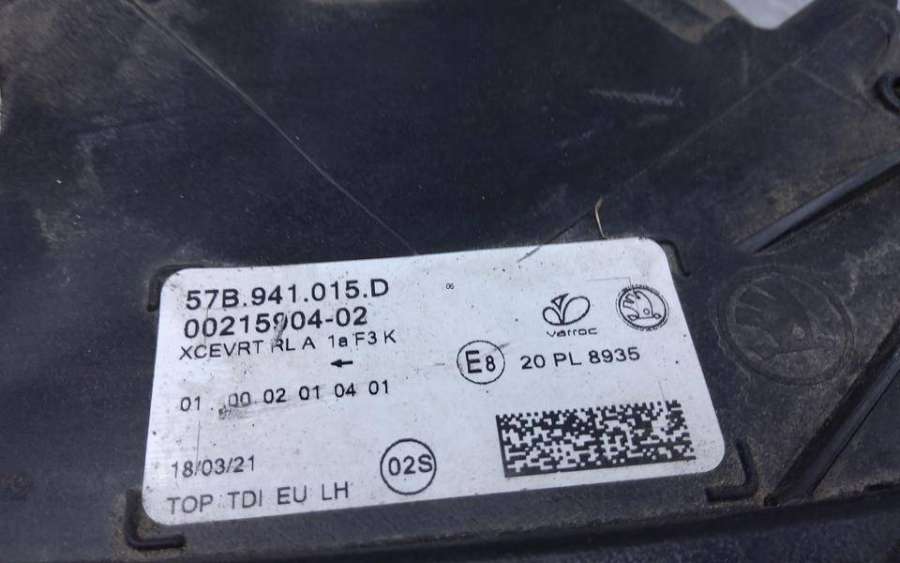 57B.941.015.D
00215904-02
XCEVRT RL A 1a F3 K
06
varroc
E8 20 PL 8935
01 00 02 01 04 01
18/03/21
02S
TOP TDI EU LH